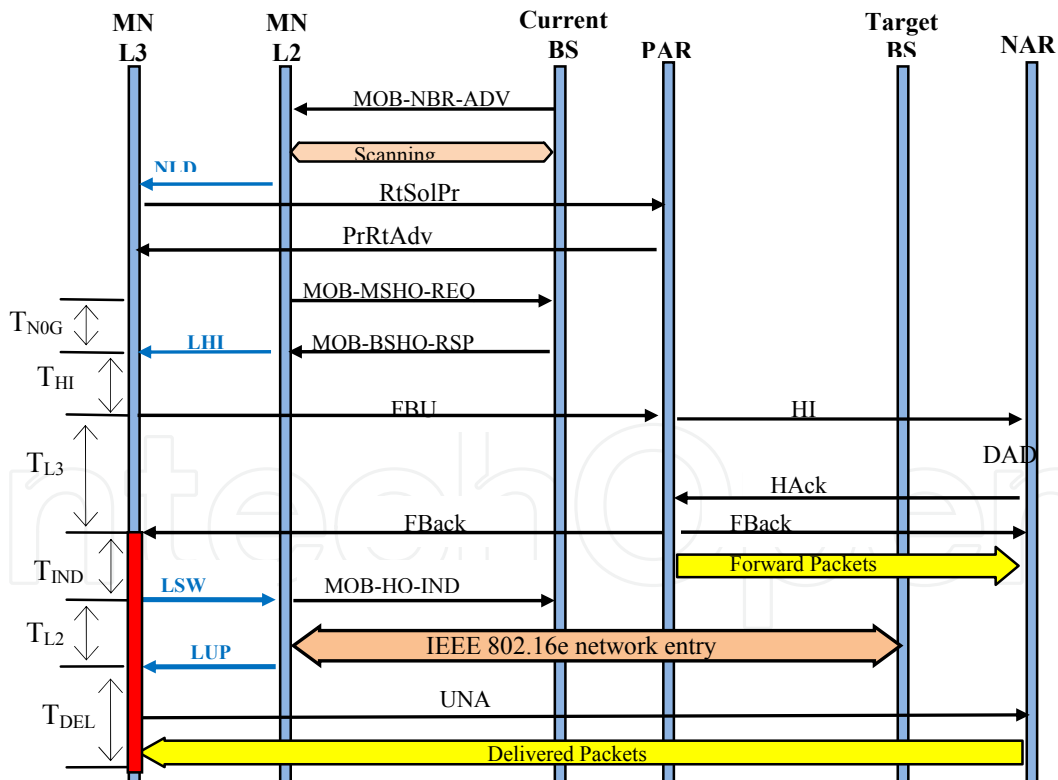 MN L3
MN L2
Current BS
PAR
Target BS
NAR
MOB-NBR-ADV
Scanning
NLD
RtSolPr
PrRtAdv
MOB-MSHO-REQ
TN0G
LHI
MOB-BSHO-RSP
THI
FBU
HI
TL3
DAD
HAck
FBack
FBack
Forward Packets
TIND
LSW
MOB-HO-IND
TL2
IEEE 802.16e network entry
LUP
UNA
TDEL
Delivered Packets